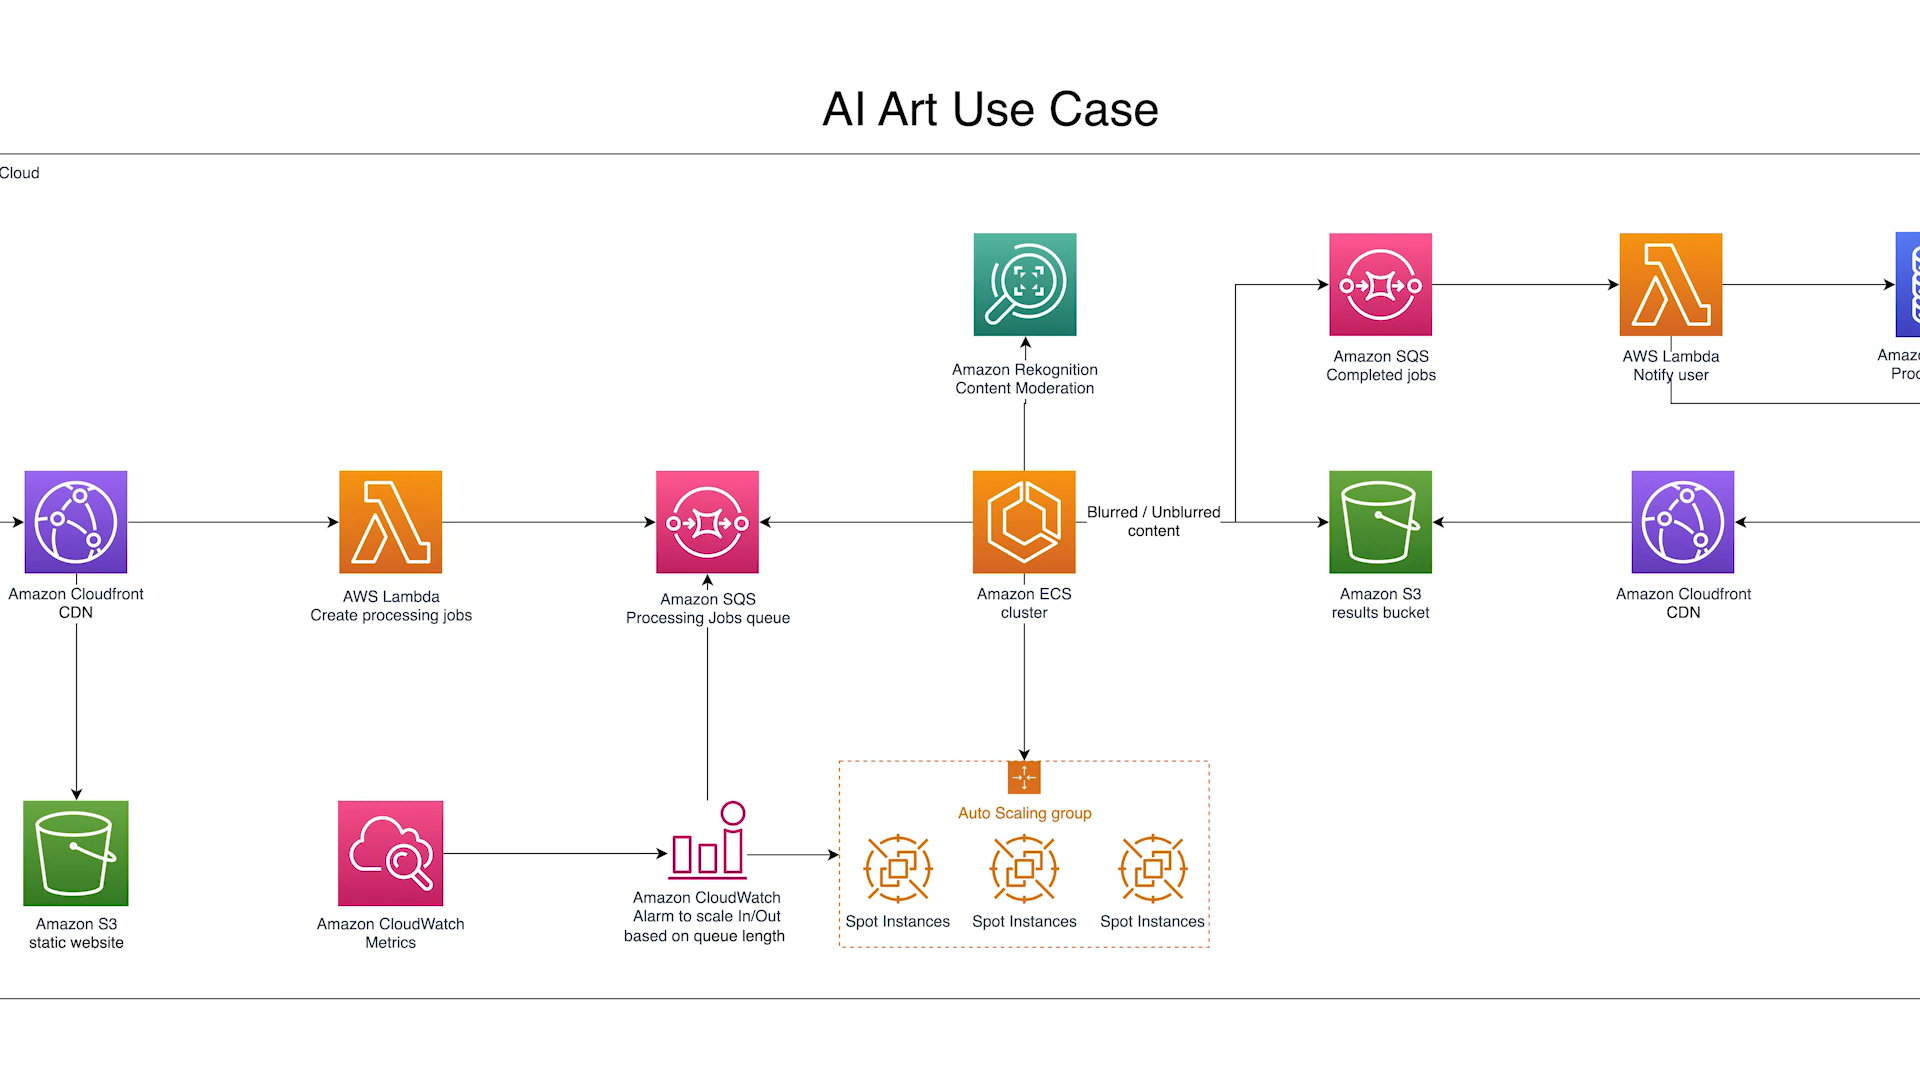 AI Art Use Case
Cloud
Amazon Rekognition
Content Moderation
Amazon SQS
Completed jobs
AWS Lambda
Notify user
Amazon Cloudfront
CDN
AWS Lambda
Create processing jobs
Amazon SQS
Processing Jobs queue
Amazon ECS
cluster
Blurred / Unblurred
content
Amazon S3
results bucket
Amazon Cloudfront
CDN
Auto Scaling group
Spot Instances
Spot Instances
Spot Instances
Amazon S3
static website
Amazon CloudWatch
Metrics
Amazon CloudWatch
Alarm to scale In/Out
based on queue length